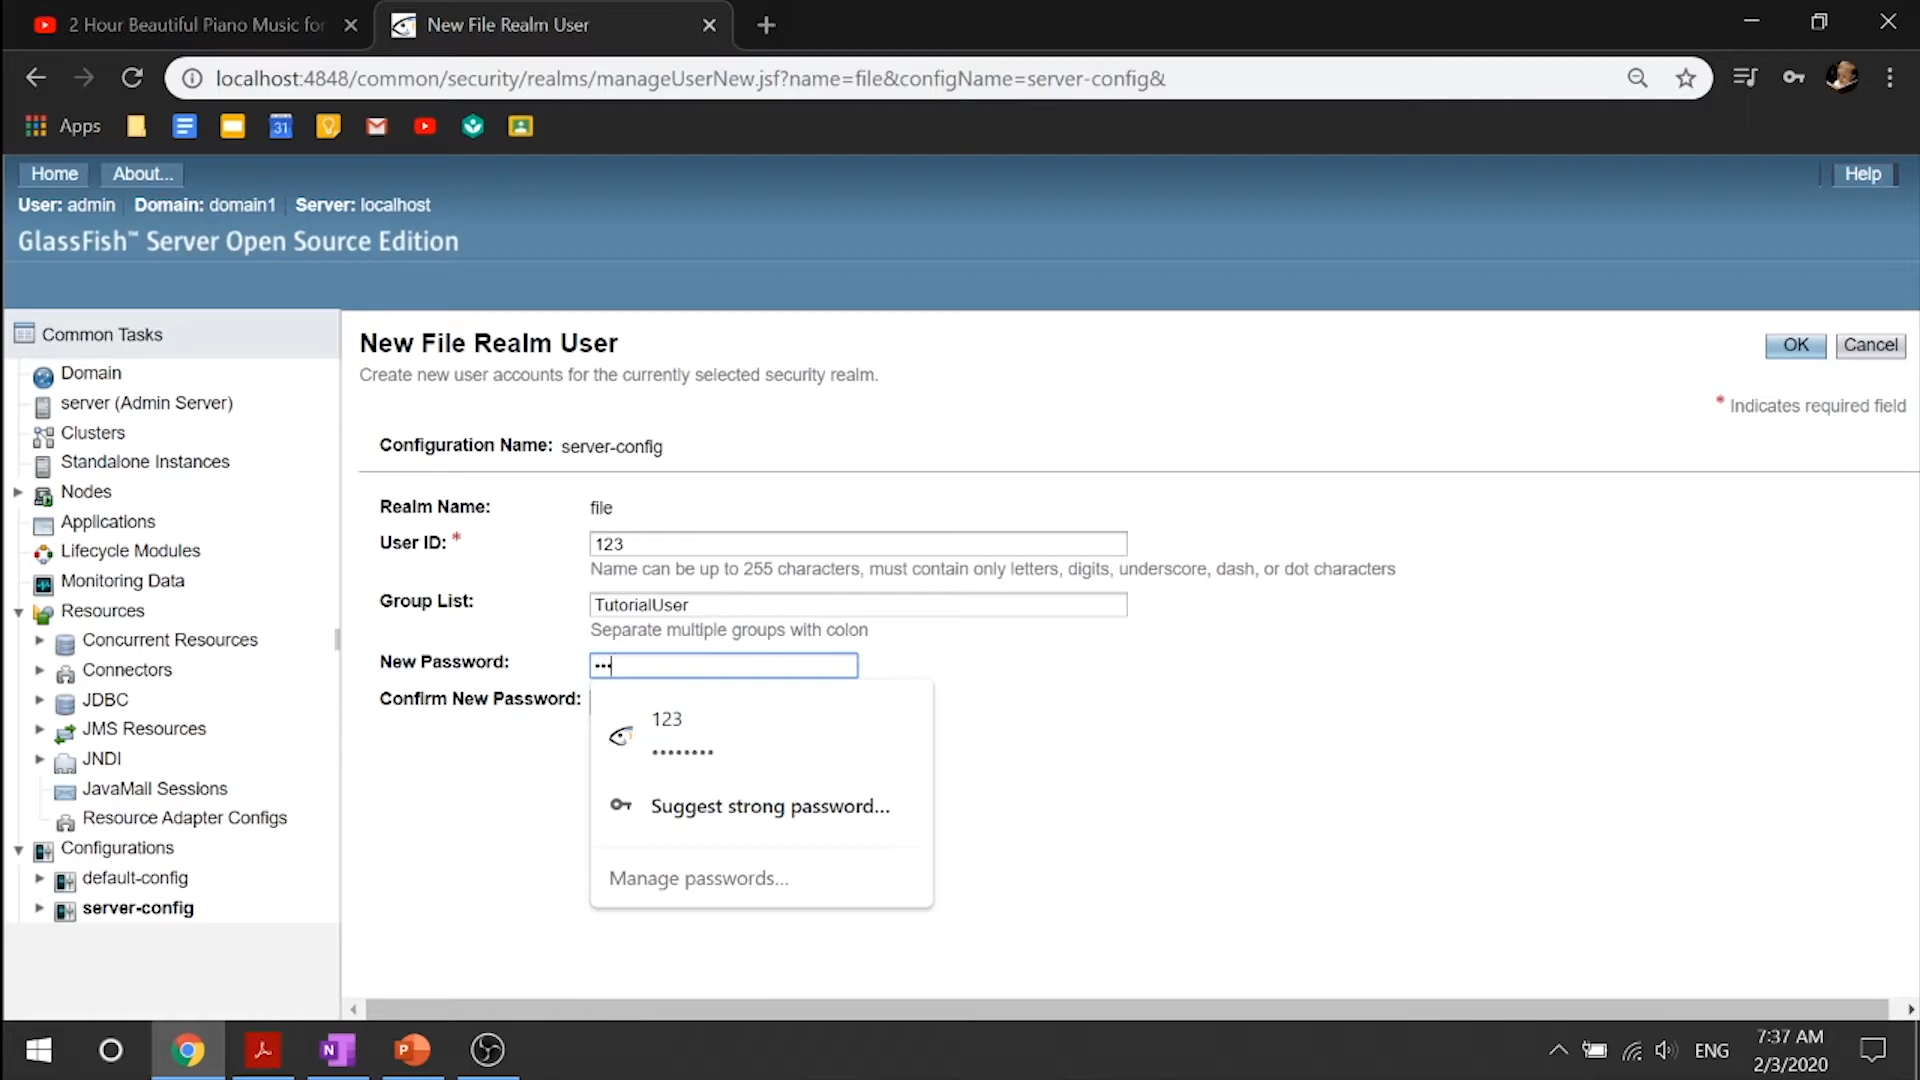 2 Hour Beautiful Piano Music for
New File Realm User
localhost:4848/common/security/realms/manageUserNew.jsf?name=file&configName=server-config&
Apps
31
Home
About...
Help
User: admin
Domain: domain1
Server: localhost
GlassFish™ Server Open Source Edition
Common Tasks
Domain
server (Admin Server)
Clusters
Standalone Instances
Nodes
Applications
Lifecycle Modules
Monitoring Data
Resources
Concurrent Resources
Connectors
JDBC
JMS Resources
JNDI
JavaMail Sessions
Resource Adapter Configs
Configurations
default-config
server-config
New File Realm User
OK
Cancel
Create new user accounts for the currently selected security realm.
* Indicates required field
Configuration Name: server-config
Realm Name: file
User ID: * 123
Name can be up to 255 characters, must contain only letters, digits, underscore, dash, or dot characters
Group List: TutorialUser
Separate multiple groups with colon
New Password: •••
Confirm New Password:
123
••••••••
Suggest strong password...
Manage passwords...
N
P
ENG
7:37 AM
2/3/2020